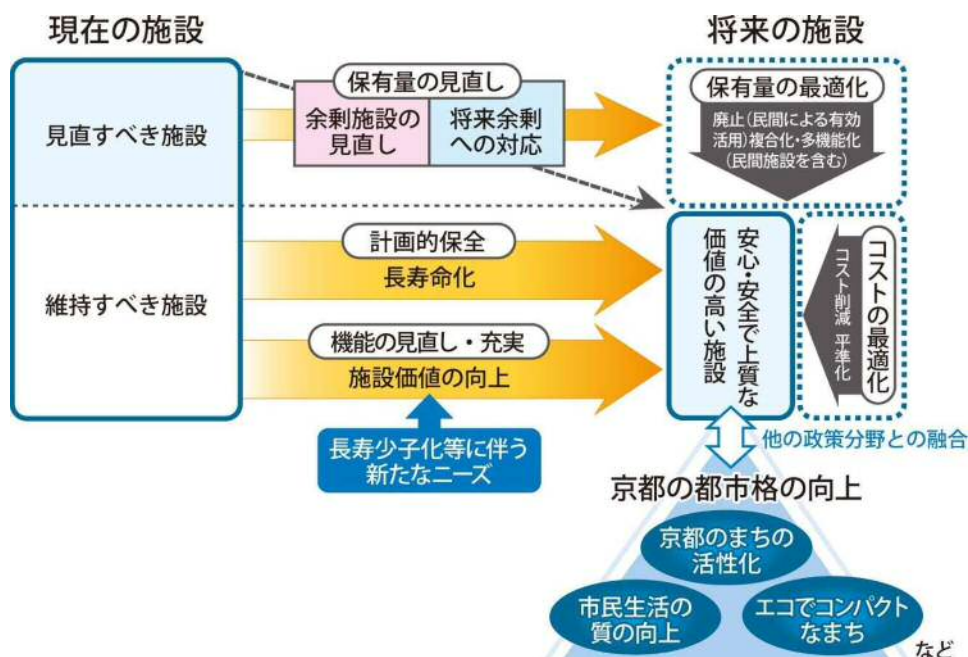 現在の施設
将来の施設
見直すべき施設
保有量の見直し
余剰施設の
見直し
将来余剰
への対応
保有量の最適化
廃止(民間による有効
活用)複合化・多機能化
(民間施設を含む)
維持すべき施設
計画的保全
長寿命化
機能の見直し・充実
施設価値の向上
長寿少子化等に伴う
新たなニーズ
安心・安全で上質な
価値の高い施設
コストの最適化
コスト削減 平準化
他の政策分野との融合
京都の都市格の向上
京都のまちの
活性化
市民生活の
質の向上
エコでコンパクト
なまち
など